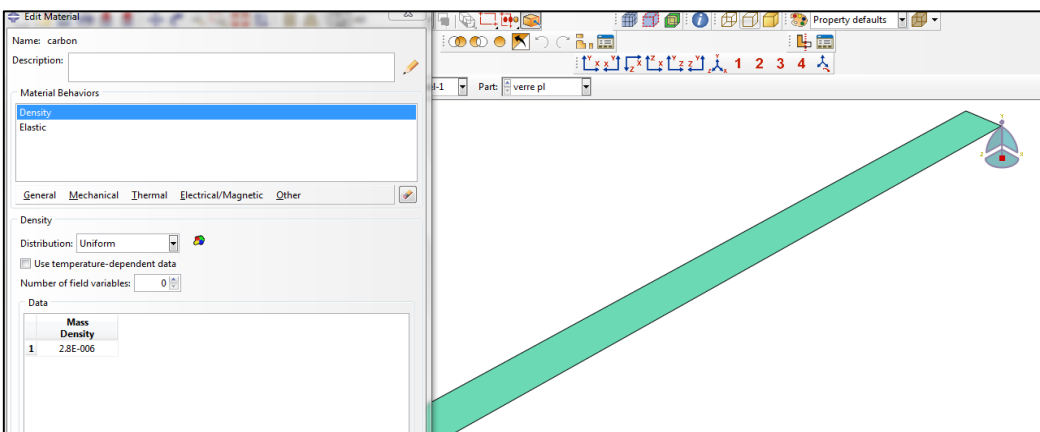 Edit Material
Name: carbon
Description:
Material Behaviors
Density
Elastic
General Mechanical Thermal Electrical/Magnetic Other
Density
Distribution: Uniform
Use temperature-dependent data
Number of field variables: 0
Data
Mass
Density
1 2.8E-006
Property defaults
1 2 3 4
Part: verre pl
Y
X
Z